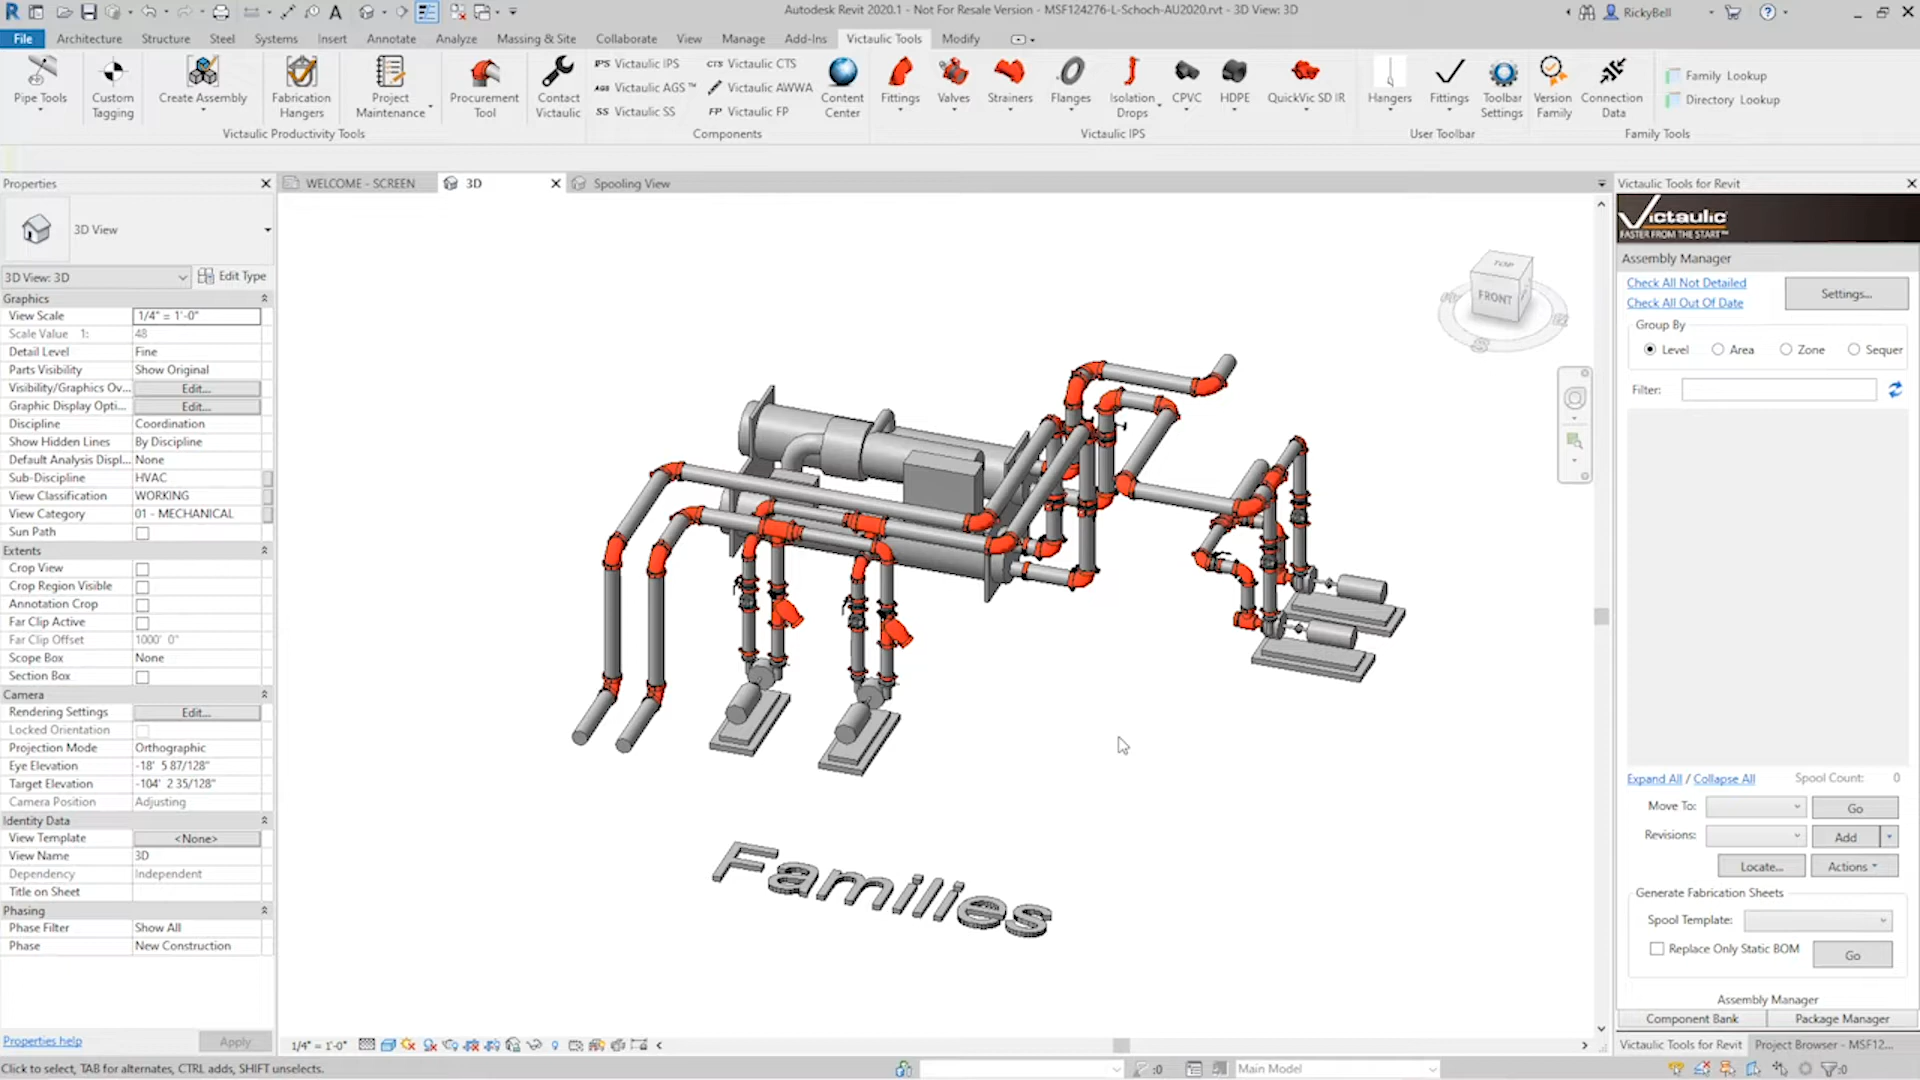 Autodesk Revit 2020.1 - Not For Resale Version - MSF124276-L-Schoch-AU2020.rvt - 3D View: 3D
RickyBell
File Architecture Structure Steel Systems Insert Annotate Analyze Massing & Site Collaborate View Manage Add-Ins Victaulic Tools Modify
Pipe Tools
Custom Tagging
Create Assembly
Fabrication Hangers
Project Maintenance
Procurement Tool
Contact Victaulic
IPS Victaulic IPS
AGS Victaulic AGS™
SS Victaulic SS
CTS Victaulic CTS
Victaulic AWWA
FP Victaulic FP
Content Center
Fittings
Valves
Strainers
Flanges
Isolation Drops
CPVC
HDPE
QuickVic SD IR
Hangers
Fittings
Toolbar Settings
Version Family
Connection Data
Family Lookup
Directory Lookup
Victaulic Productivity Tools
Components
Victaulic IPS
User Toolbar
Family Tools
Properties
WELCOME - SCREEN
3D
Spooling View
Victaulic Tools for Revit
3D View
3D View: 3D
Edit Type
Graphics
View Scale 1/4" = 1'-0"
Scale Value 1: 48
Detail Level Fine
Parts Visibility Show Original
Visibility/Graphics Ov... Edit...
Graphic Display Opti... Edit...
Discipline Coordination
Show Hidden Lines By Discipline
Default Analysis Displ... None
Sub-Discipline HVAC
View Classification WORKING
View Category 01 - MECHANICAL
Sun Path
Extents
Crop View
Crop Region Visible
Annotation Crop
Far Clip Active
Far Clip Offset 1000' 0"
Scope Box None
Section Box
Camera
Rendering Settings Edit...
Locked Orientation
Projection Mode Orthographic
Eye Elevation -18' 5 87/128"
Target Elevation -104' 2 35/128"
Camera Position Adjusting
Identity Data
View Template <None>
View Name 3D
Dependency Independent
Title on Sheet
Phasing
Phase Filter Show All
Phase New Construction
Properties help
Apply
TOP
FRONT
Families
1/4" = 1'-0"
Victaulic
FASTER FROM THE START™
Assembly Manager
Check All Not Detailed
Check All Out Of Date
Settings...
Group By
Level Area Zone Sequer
Filter:
Expand All / Collapse All Spool Count: 0
Move To: Go
Revisions: Add
Locate... Actions
Generate Fabrication Sheets
Spool Template:
Replace Only Static BOM Go
Assembly Manager
Component Bank Package Manager
Victaulic Tools for Revit Project Browser - MSF12...
Click to select, TAB for alternates, CTRL adds, SHIFT unselects.
:0
Main Model
:0